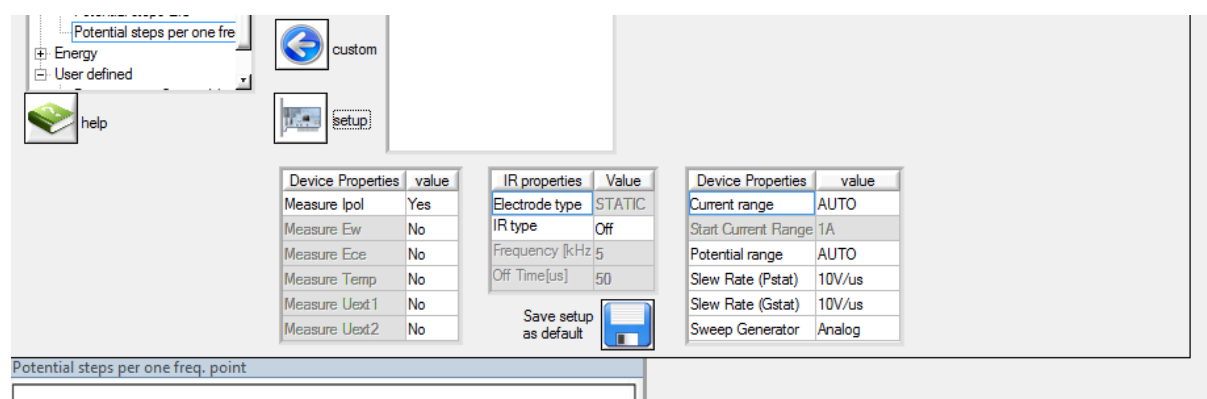 Potential steps per one fre
Energy
User defined
custom
help
setup
Device Properties value
Measure Ipol Yes
Measure Ew No
Measure Ece No
Measure Temp No
Measure Uext1 No
Measure Uext2 No
IR properties Value
Electrode type STATIC
IR type Off
Frequency [kHz 5
Off Time[us] 50
Save setup
as default
Device Properties value
Current range AUTO
Start Current Range 1A
Potential range AUTO
Slew Rate (Pstat) 10V/us
Slew Rate (Gstat) 10V/us
Sweep Generator Analog
Potential steps per one freq. point